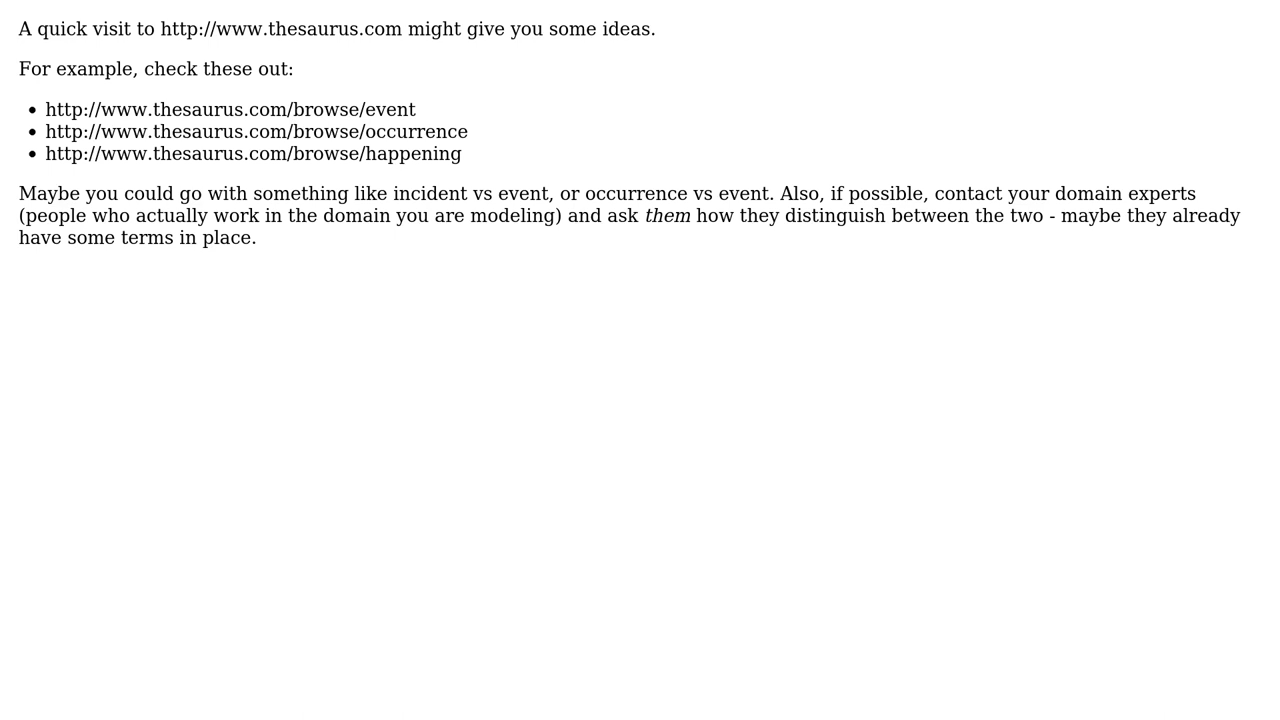 A quick visit to http://www.thesaurus.com might give you some ideas.
For example, check these out:
• http://www.thesaurus.com/browse/event
• http://www.thesaurus.com/browse/occurrence
• http://www.thesaurus.com/browse/happening
Maybe you could go with something like incident vs event, or occurrence vs event. Also, if possible, contact your domain experts
(people who actually work in the domain you are modeling) and ask them how they distinguish between the two - maybe they already
have some terms in place.